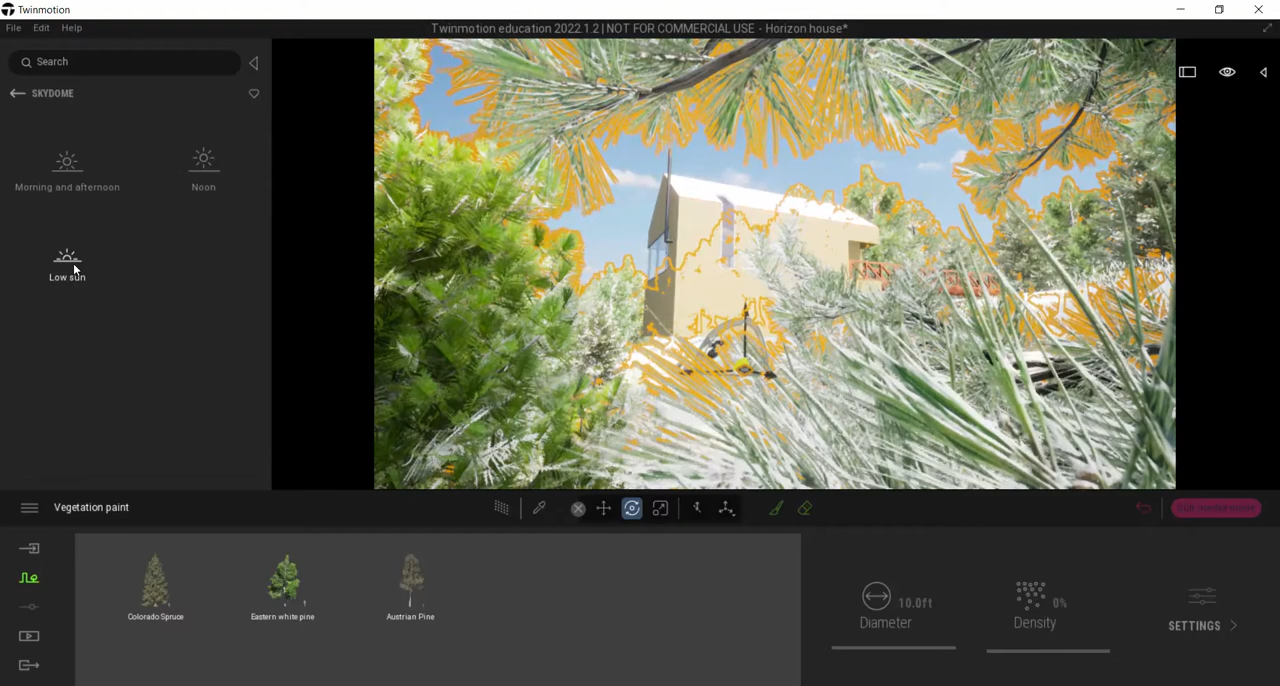 Twinmotion
File Edit Help
Twinmotion education 2022.1.2 | NOT FOR COMMERCIAL USE - Horizon house*
Search
SKYDOME
Morning and afternoon
Noon
Low sun
Vegetation paint
Colorado Spruce
Eastern white pine
Austrian Pine
10.0ft
Diameter
0%
Density
SETTINGS